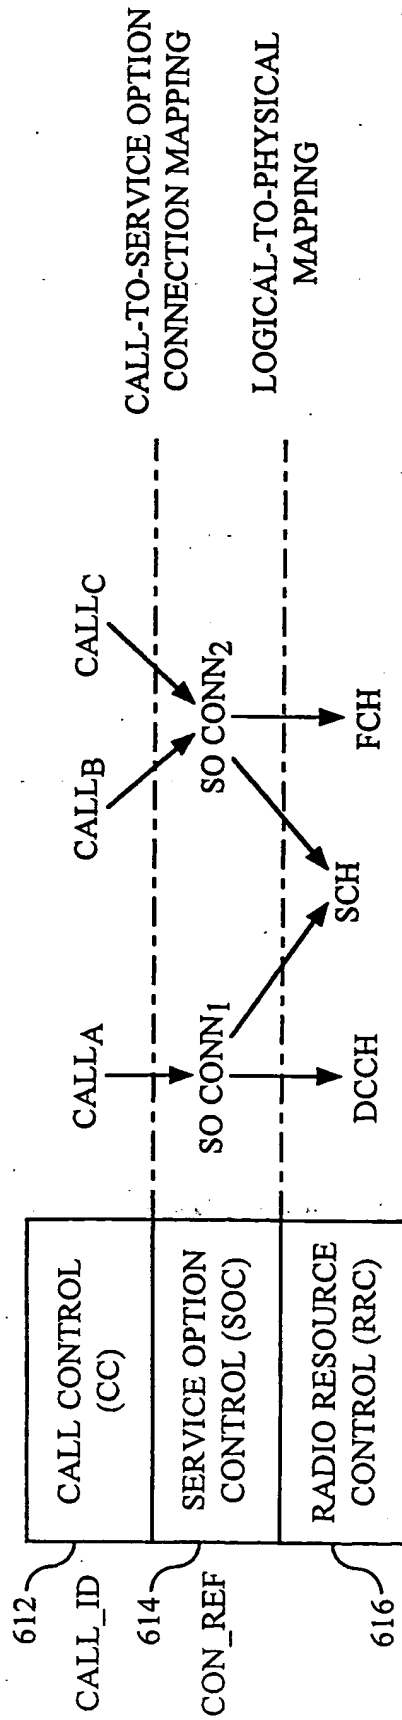 612
CALL_ID
614
CON_REF
616
CALL CONTROL
(CC)
SERVICE OPTION
CONTROL (SOC)
RADIO RESOURCE
CONTROL (RRC)
CALLA
CALLB
CALLC
SO CONN1
SO CONN2
DCCH
SCH
FCH
CALL-TO-SERVICE OPTION
CONNECTION MAPPING
LOGICAL-TO-PHYSICAL
MAPPING